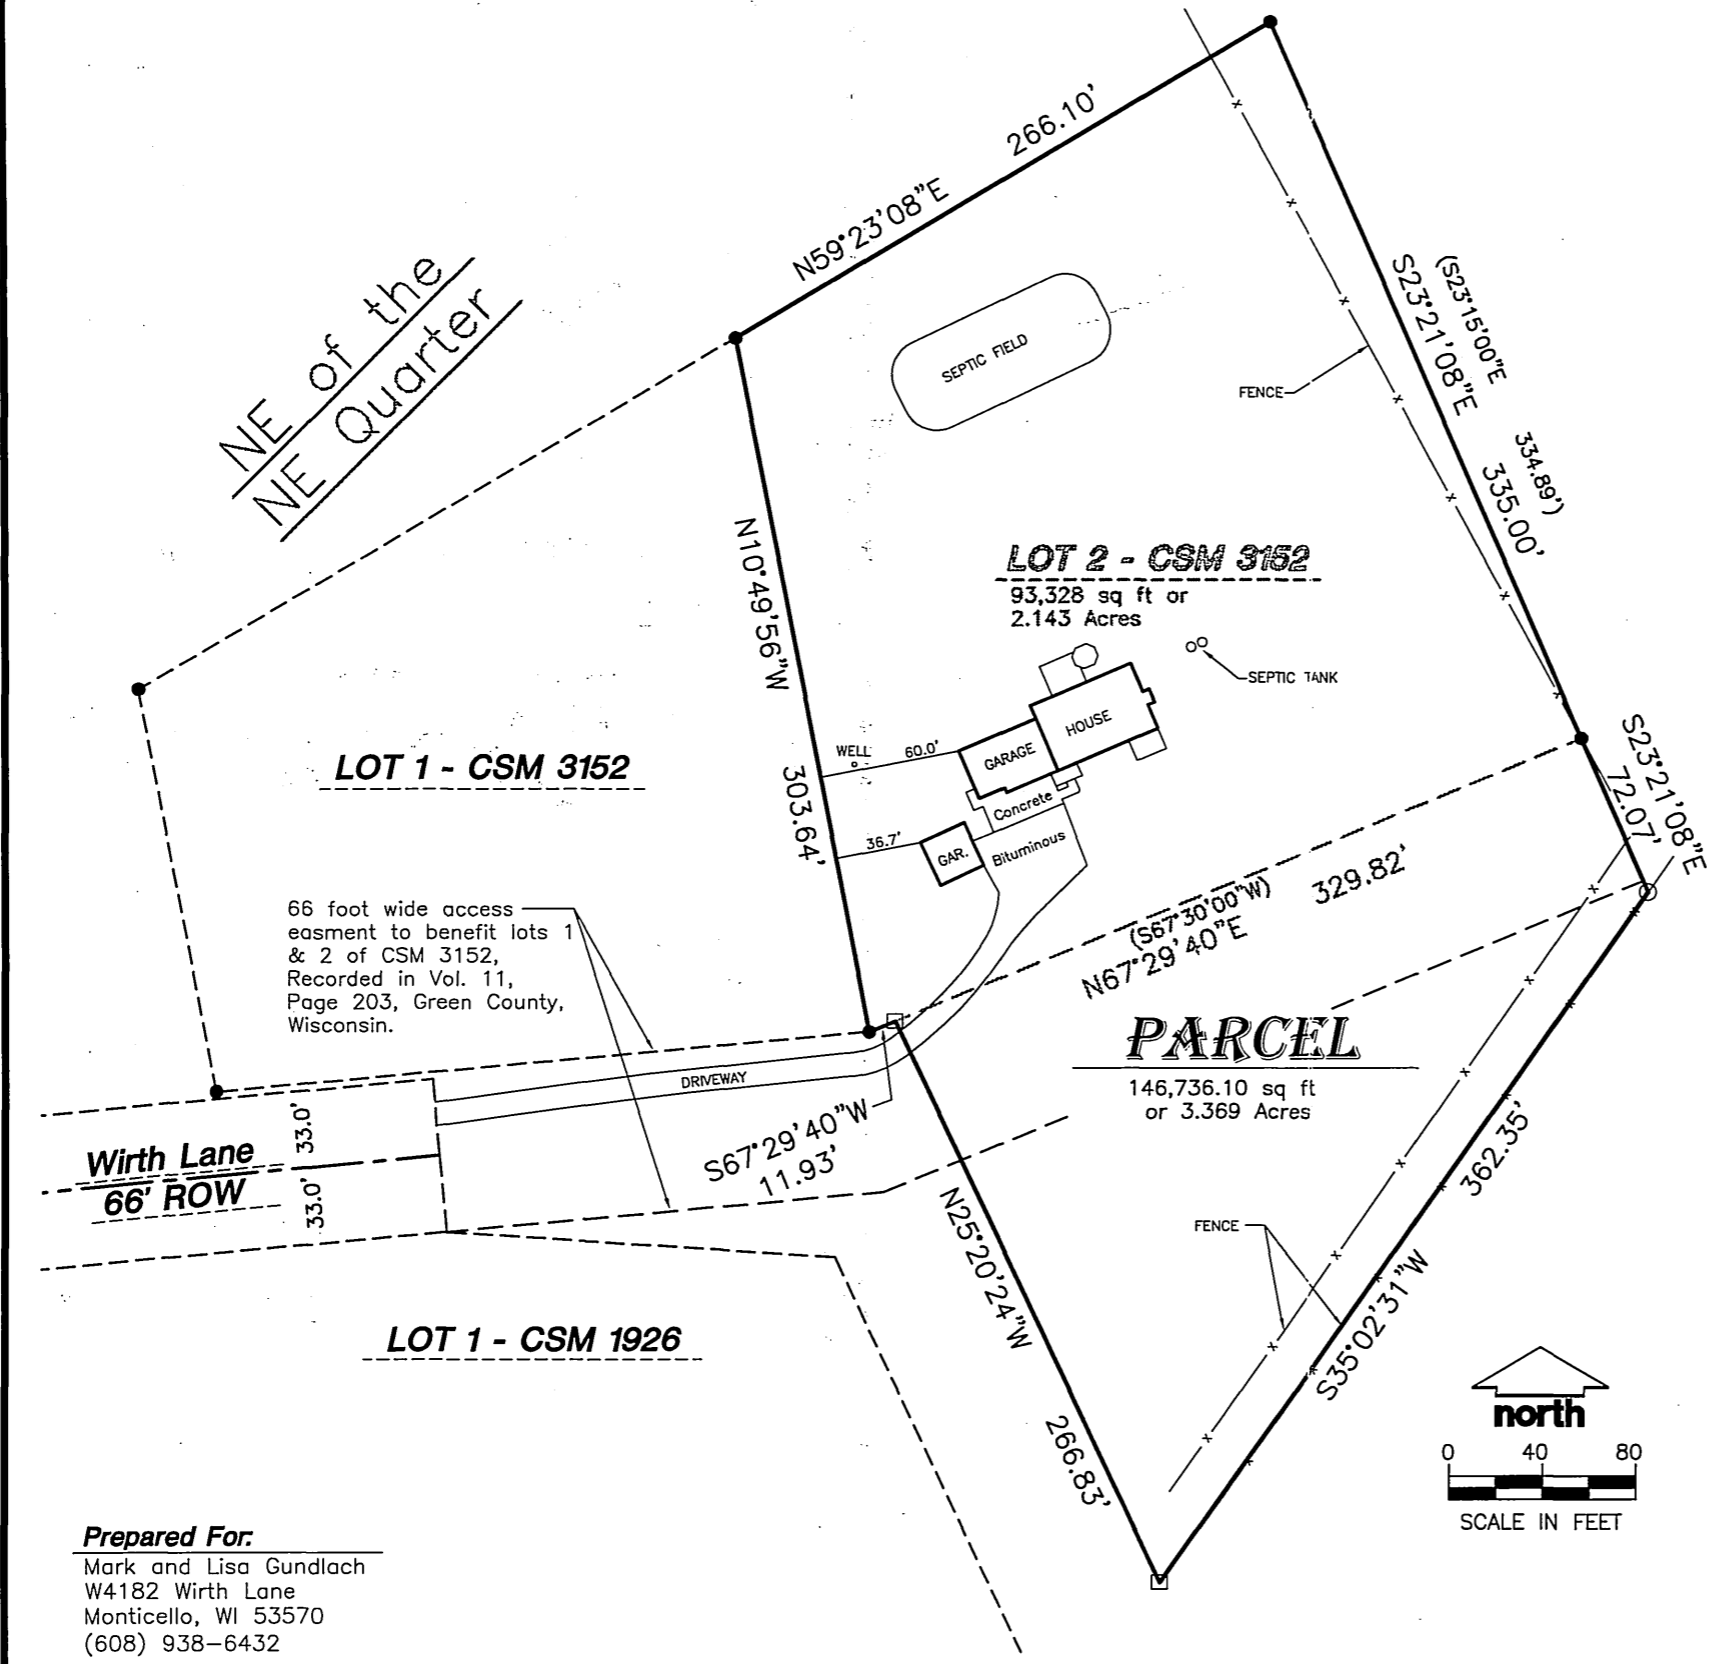 266.10'
N59°23'08"E
NE of the
NE Quarter
(S23°15'00"E
334.89')
S23°21'08"E
335.00'
SEPTIC FIELD
FENCE
N10°49'56"W
303.64'
LOT 2 - CSM 3152
93,328 sq ft or
2.143 Acres
SEPTIC TANK
HOUSE
GARAGE
WELL
60.0'
LOT 1 - CSM 3152
Concrete
36.7'
GAR.
Bituminous
S23°21'08"E
72.07'
66 foot wide access
easment to benefit lots 1
& 2 of CSM 3152,
Recorded in Vol. 11,
Page 203, Green County,
Wisconsin.
(S67°30'00"W)
N67°29'40"E
329.82'
PARCEL
146,736.10 sq ft
or 3.369 Acres
DRIVEWAY
33.0'
Wirth Lane
66' ROW
33.0'
S67°29'40"W
11.93'
N25°20'24"W
266.83'
362.35'
S35°02'31"W
FENCE
LOT 1 - CSM 1926
north
0 40 80
SCALE IN FEET
Prepared For:
Mark and Lisa Gundlach
W4182 Wirth Lane
Monticello, WI 53570
(608) 938-6432